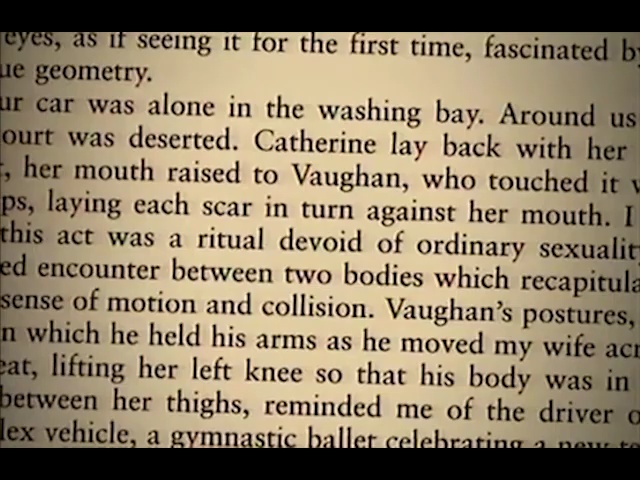 eyes, as if seeing it for the first time, fascinated by
ue geometry.
ur car was alone in the washing bay. Around us
ourt was deserted. Catherine lay back with her
, her mouth raised to Vaughan, who touched it w
ps, laying each scar in turn against her mouth. I
this act was a ritual devoid of ordinary sexuality
ed encounter between two bodies which recapitula
sense of motion and collision. Vaughan's postures,
n which he held his arms as he moved my wife acr
eat, lifting her left knee so that his body was in
between her thighs, reminded me of the driver o
lex vehicle, a gymnastic ballet celebrating a new te